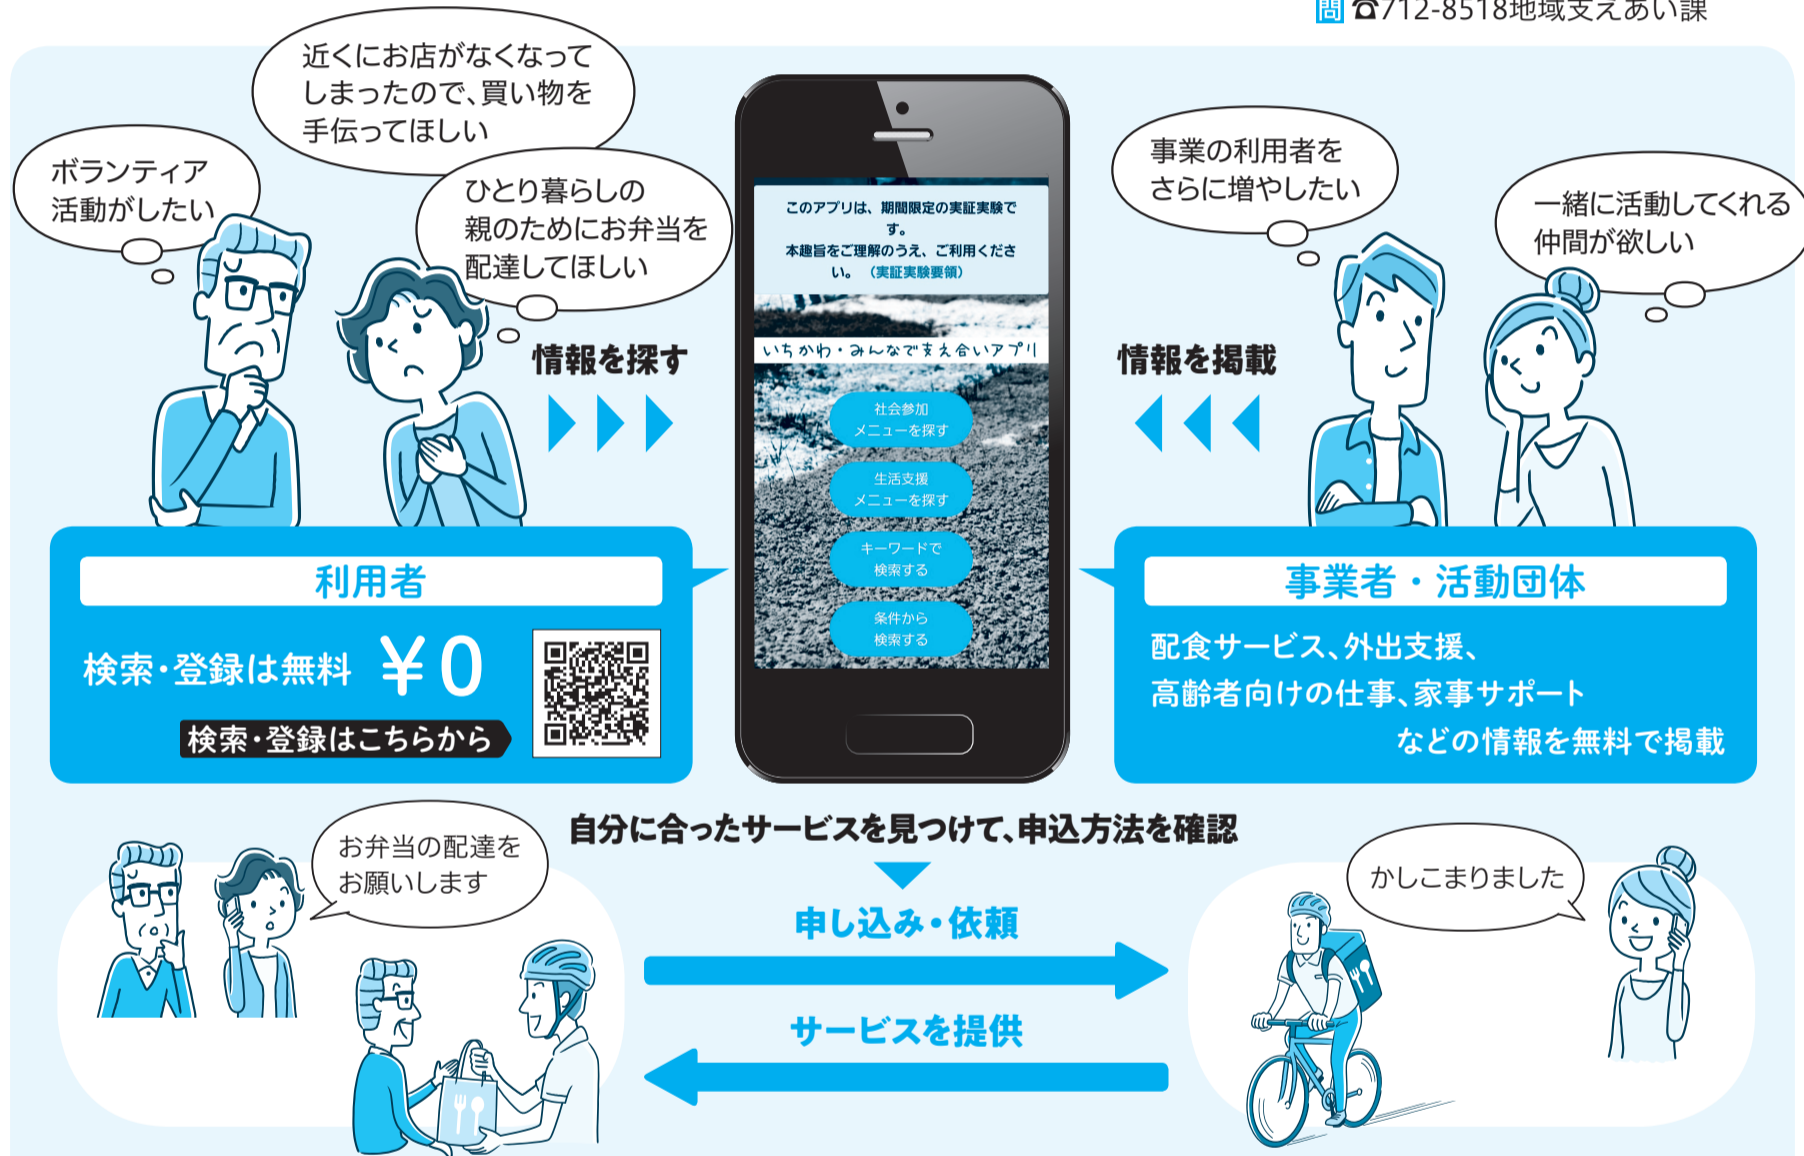 問 ☎712-8518地域支えあい課
近くにお店がなくなって
しまったので、買い物を
手伝ってほしい
ボランティア
活動がしたい
ひとり暮らしの
親のためにお弁当を
配達してほしい
事業の利用者を
さらに増やしたい
一緒に活動してくれる
仲間が欲しい
情報を探す
このアプリは、期間限定の実証実験で
す。
本趣旨をご理解のうえ、ご利用くださ
い。（実証実験要領）
いちかわ・みんなで支え合いアプリ
社会参加
メニューを探す
生活支援
メニューを探す
キーワードで
検索する
条件から
検索する
情報を掲載
利用者
検索・登録は無料 ¥0
検索・登録はこちらから
事業者・活動団体
配食サービス、外出支援、
高齢者向けの仕事、家事サポート
などの情報を無料で掲載
自分に合ったサービスを見つけて、申込方法を確認
お弁当の配達を
お願いします
かしこまりました
申し込み・依頼
サービスを提供